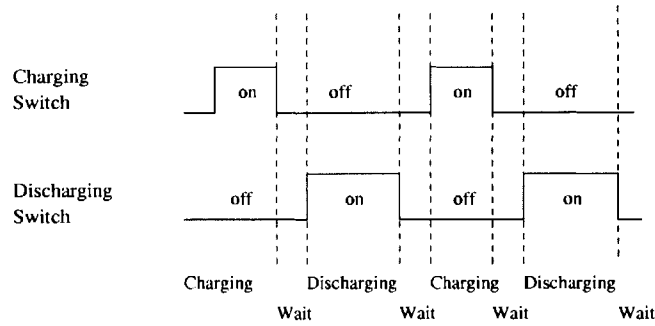 Charging
Switch
on
off
on
off
Discharging
Switch
off
on
off
on
Charging
Discharging
Charging
Discharging
Wait
Wait
Wait
Wait